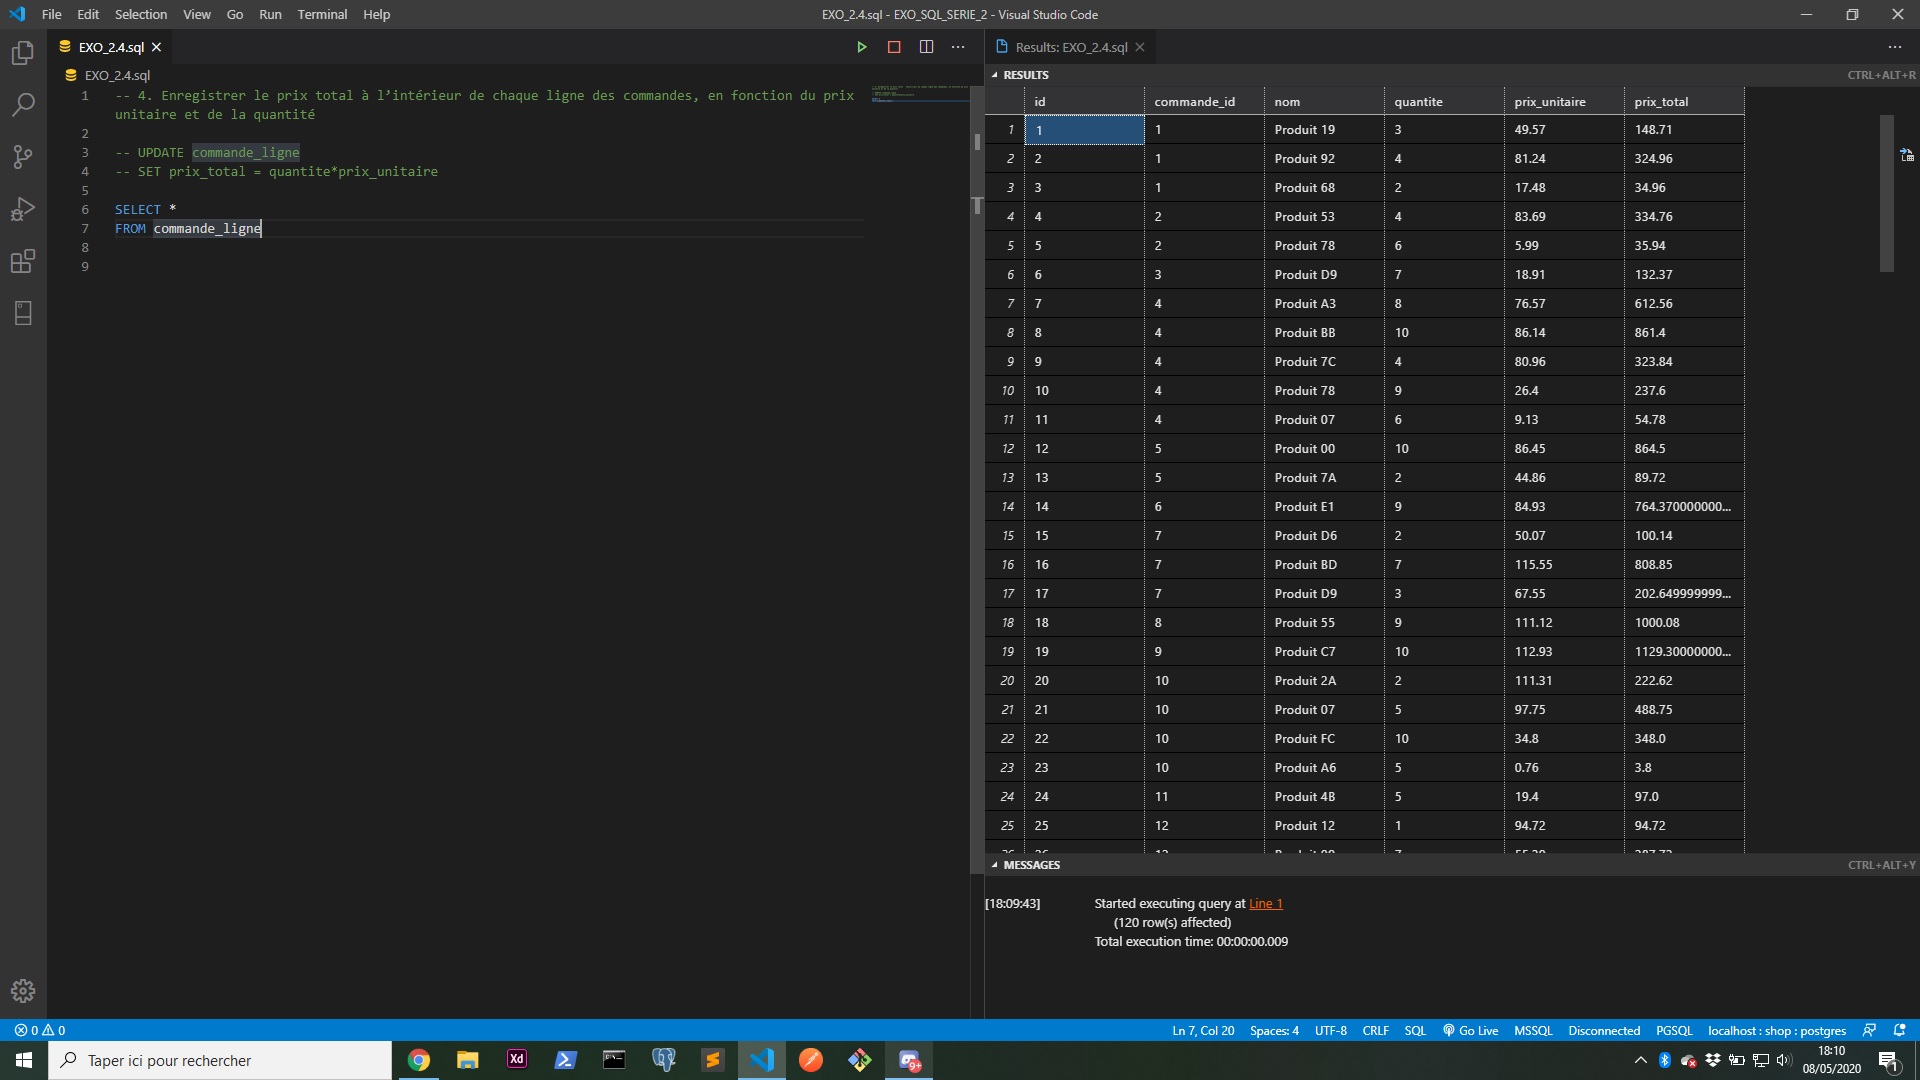 File Edit Selection View Go Run Terminal Help
EXO_2.4.sql - EXO_SQL_SERIE_2 - Visual Studio Code
EXO_2.4.sql
EXO_2.4.sql
1 -- 4. Enregistrer le prix total à l’intérieur de chaque ligne des commandes, en fonction du prix
unitaire et de la quantité
2
3 -- UPDATE commande_ligne
4 -- SET prix_total = quantite*prix_unitaire
5
6 SELECT *
7 FROM commande_ligne
8
9
Results: EXO_2.4.sql
RESULTS CTRL+ALT+R
id commande_id nom quantite prix_unitaire prix_total
1 1 1 Produit 19 3 49.57 148.71
2 2 1 Produit 92 4 81.24 324.96
3 3 1 Produit 68 2 17.48 34.96
4 4 2 Produit 53 4 83.69 334.76
5 5 2 Produit 78 6 5.99 35.94
6 6 3 Produit D9 7 18.91 132.37
7 7 4 Produit A3 8 76.57 612.56
8 8 4 Produit BB 10 86.14 861.4
9 9 4 Produit 7C 4 80.96 323.84
10 10 4 Produit 78 9 26.4 237.6
11 11 4 Produit 07 6 9.13 54.78
12 12 5 Produit 00 10 86.45 864.5
13 13 5 Produit 7A 2 44.86 89.72
14 14 6 Produit E1 9 84.93 764.370000000...
15 15 7 Produit D6 2 50.07 100.14
16 16 7 Produit BD 7 115.55 808.85
17 17 7 Produit D9 3 67.55 202.649999999...
18 18 8 Produit 55 9 111.12 1000.08
19 19 9 Produit C7 10 112.93 1129.30000000...
20 20 10 Produit 2A 2 111.31 222.62
21 21 10 Produit 07 5 97.75 488.75
22 22 10 Produit FC 10 34.8 348.0
23 23 10 Produit A6 5 0.76 3.8
24 24 11 Produit 4B 5 19.4 97.0
25 25 12 Produit 12 1 94.72 94.72
MESSAGES CTRL+ALT+Y
[18:09:43] Started executing query at Line 1
(120 row(s) affected)
Total execution time: 00:00:00.009
0 0 Ln 7, Col 20 Spaces: 4 UTF-8 CRLF SQL Go Live MSSQL Disconnected PGSQL localhost : shop : postgres
Taper ici pour rechercher
Xd
9+
18:10
08/05/2020
1